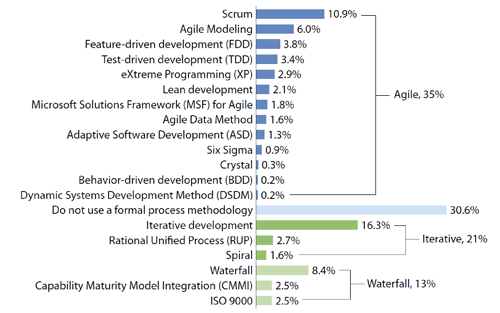 Scrum 10.9%
Agile Modeling 6.0%
Feature-driven development (FDD) 3.8%
Test-driven development (TDD) 3.4%
eXtreme Programming (XP) 2.9%
Lean development 2.1%
Microsoft Solutions Framework (MSF) for Agile 1.8%
Agile, 35%
Agile Data Method 1.6%
Adaptive Software Development (ASD) 1.3%
Six Sigma 0.9%
Crystal 0.3%
Behavior-driven development (BDD) 0.2%
Dynamic Systems Development Method (DSDM) 0.2%
Do not use a formal process methodology 30.6%
Iterative development 16.3%
Rational Unified Process (RUP) 2.7%
Iterative, 21%
Spiral 1.6%
Waterfall 8.4%
Capability Maturity Model Integration (CMMI) 2.5%
Waterfall, 13%
ISO 9000 2.5%